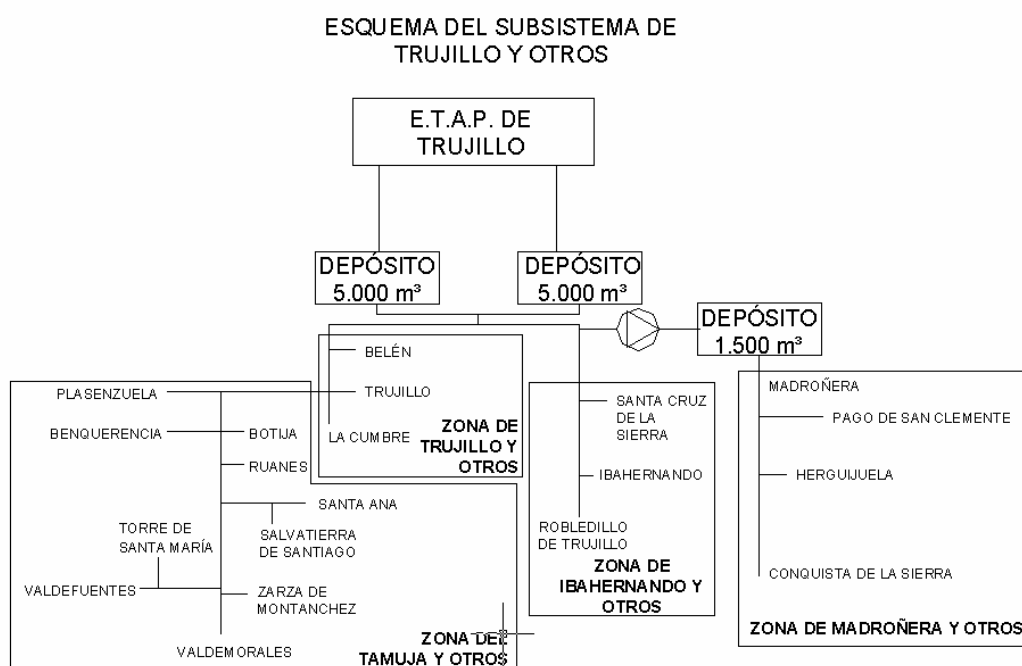 ESQUEMA DEL SUBSISTEMA DE
TRUJILLO Y OTROS
E.T.A.P. DE
TRUJILLO
DEPÓSITO
5.000 m³
DEPÓSITO
5.000 m³
DEPÓSITO
1.500 m³
BELÉN
TRUJILLO
LA CUMBRE
ZONA DE
TRUJILLO Y
OTROS
PLASENZUELA
BENQUERENCIA
BOTIJA
RUANES
SANTA ANA
SALVATIERRA
DE SANTIAGO
TORRE DE
SANTA MARÍA
VALDEFUENTES
ZARZA DE
MONTANCHEZ
VALDEMORALES
ZONA DEL
TAMUJA Y OTROS
SANTA CRUZ
DE LA
SIERRA
IBAHERNANDO
ROBLEDILLO
DE TRUJILLO
ZONA DE
IBAHERNANDO Y
OTROS
MADROÑERA
PAGO DE SAN CLEMENTE
HERGUIJUELA
CONQUISTA DE LA SIERRA
ZONA DE MADROÑERA Y OTROS